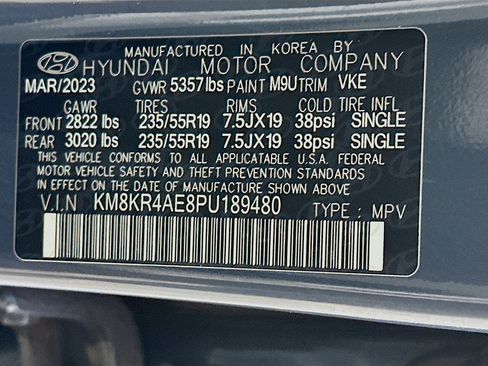 MANUFACTURED IN KOREA BY
HYUNDAI MOTOR COMPANY
MAR/2023 GVWR 5357lbs PAINT M9U TRIM VKE
GAWR TIRES RIMS COLD TIRE INFL
FRONT 2822 lbs 235/55R19 7.5JX19 38psi SINGLE
REAR 3020 lbs 235/55R19 7.5JX19 38psi SINGLE
THIS VEHICLE CONFORMS TO ALL APPLICABLE U.S.A. FEDERAL
MOTOR VEHICLE SAFETY AND THEFT PREVENTION STANDARDS
IN EFFECT ON THE DATE OF MANUFACTURE SHOWN ABOVE.
V.I.N KM8KR4AE8PU189480 TYPE : MPV